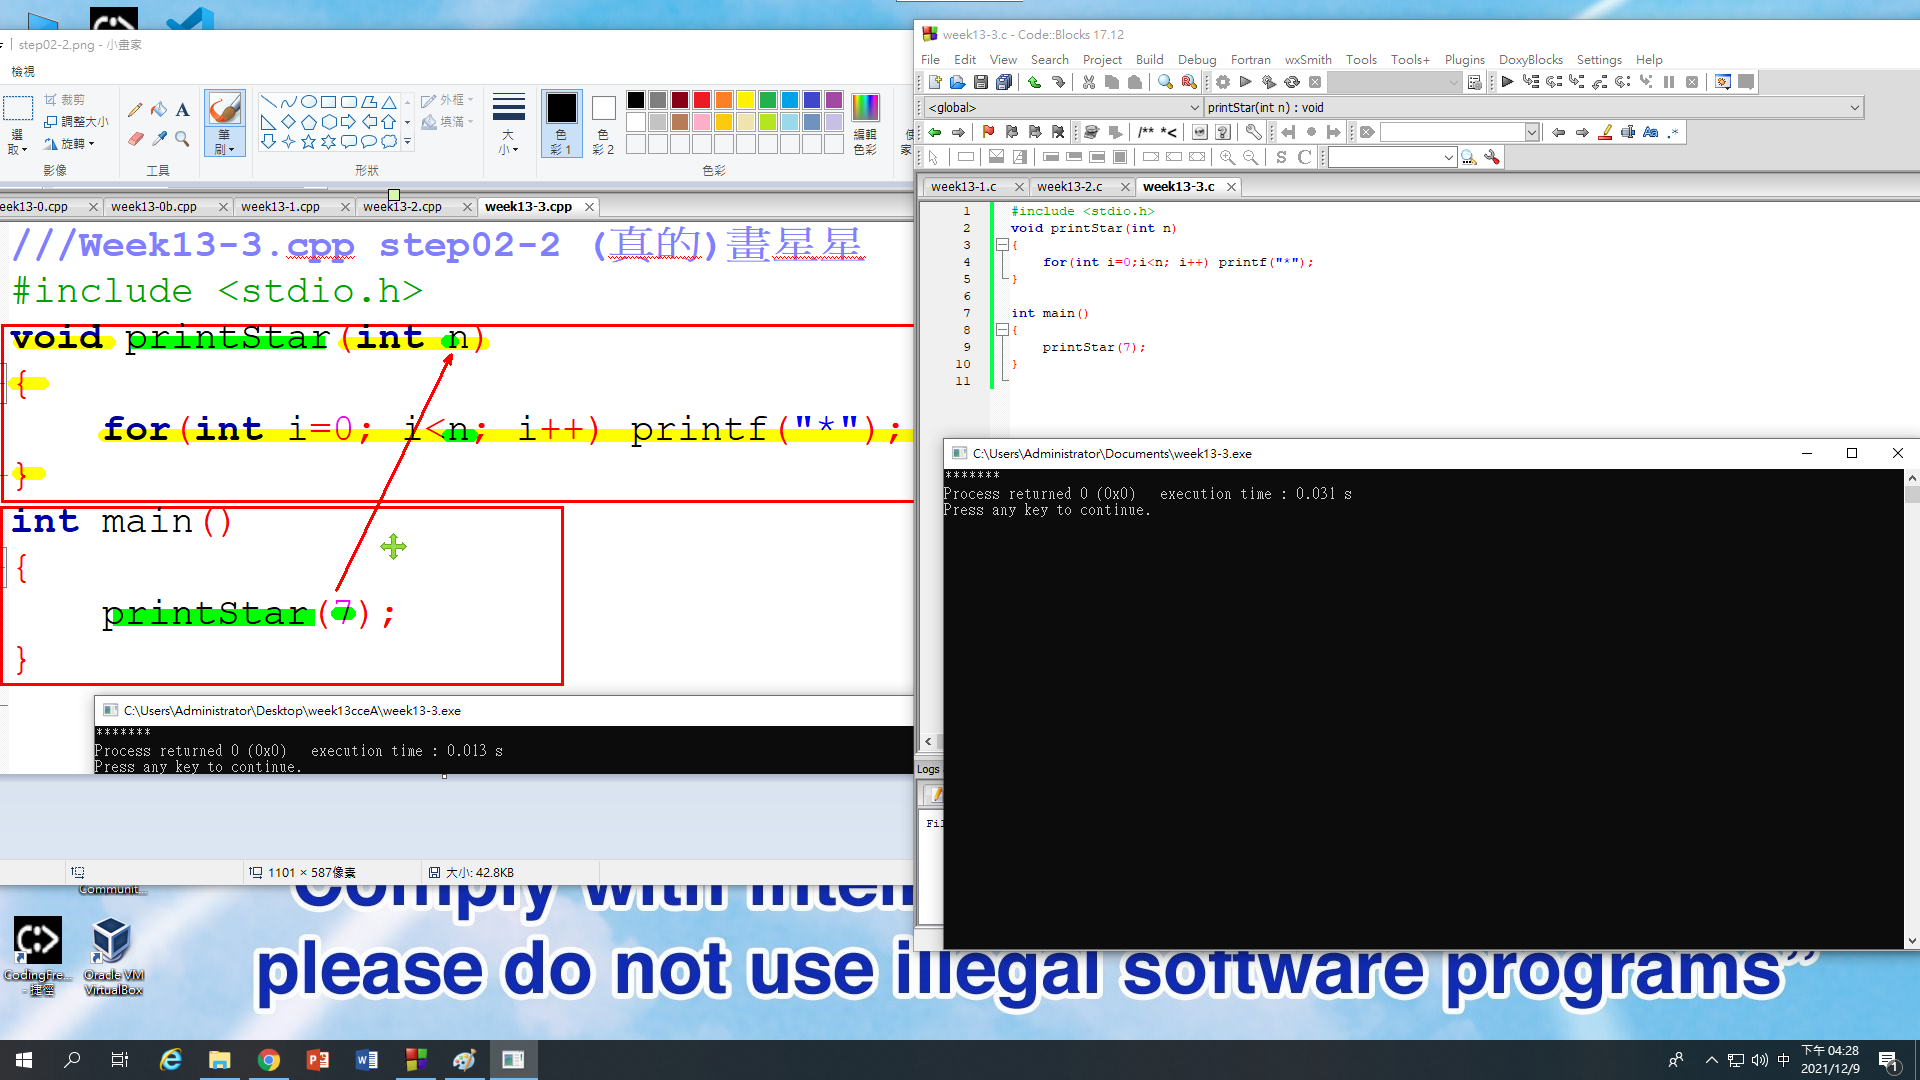 step02-2.png - 小畫家
檢視
選取
裁剪
調整大小
旋轉
影像
A
工具
筆刷
形狀
外框
填滿
大小
色彩 1
色彩 2
編輯色彩
色彩
week13-0b.cpp
week13-1.cpp
week13-2.cpp
week13-3.cpp
///Week13-3.cpp step02-2 (真的)畫星星
#include <stdio.h>
void printStar(int n)
{
for(int i=0; i<n; i++) printf("*");
}
int main()
{
printStar(7);
}
C:\Users\Administrator\Desktop\week13cceA\week13-3.exe
*******
Process returned 0 (0x0)   execution time : 0.013 s
Press any key to continue.
1101 × 587像素
大小: 42.8KB
week13-3.c - Code::Blocks 17.12
File Edit View Search Project Build Debug Fortran wxSmith Tools Tools+ Plugins DoxyBlocks Settings Help
<global>
printStar(int n) : void
week13-1.c
week13-2.c
week13-3.c
1 #include <stdio.h>
2 void printStar(int n)
3 {
4 for(int i=0;i<n; i++) printf("*");
5 }
6
7 int main()
8 {
9 printStar(7);
10 }
11
Logs
C:\Users\Administrator\Documents\week13-3.exe
*******
Process returned 0 (0x0)   execution time : 0.031 s
Press any key to continue.
Communit...
please do not use illegal software programs”
CodingFre... - 捷徑
Oracle VM VirtualBox
中
下午 04:28
2021/12/9
1